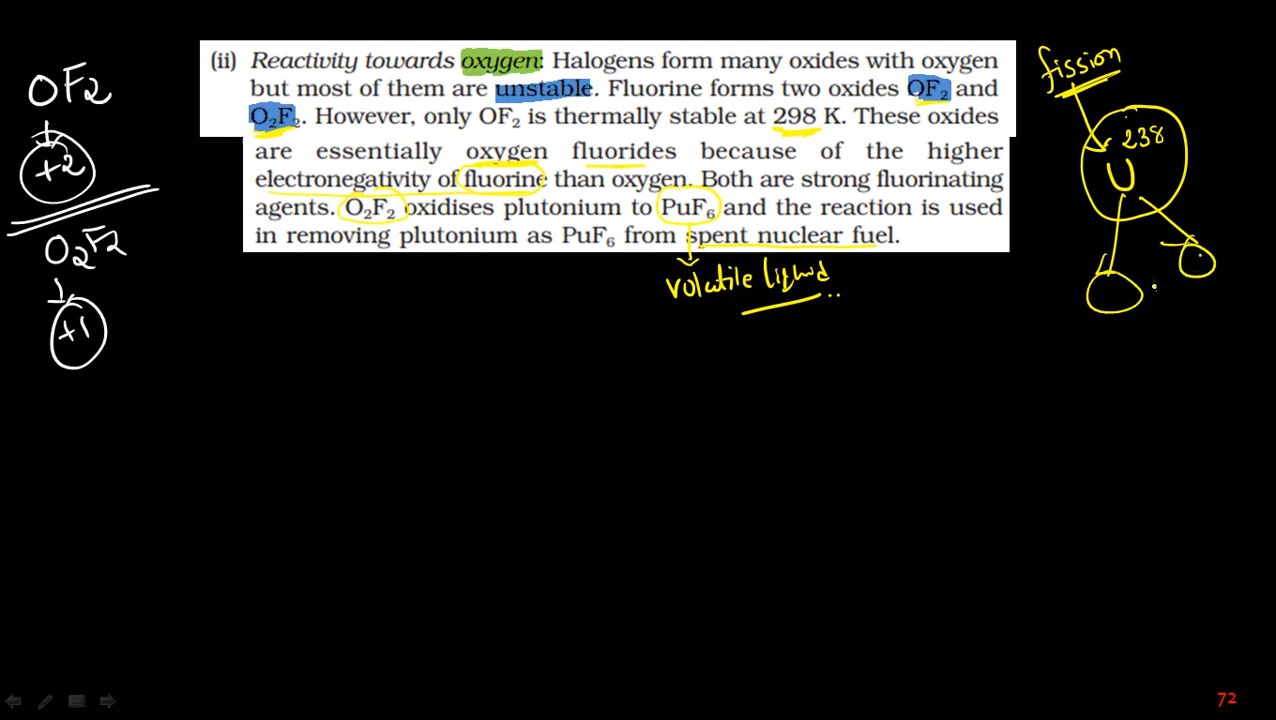 (ii) Reactivity towards oxygen: Halogens form many oxides with oxygen
but most of them are unstable. Fluorine forms two oxides OF₂ and
O₂F₂. However, only OF₂ is thermally stable at 298 K. These oxides
are essentially oxygen fluorides because of the higher
electronegativity of fluorine than oxygen. Both are strong fluorinating
agents. O₂F₂ oxidises plutonium to PuF₆ and the reaction is used
in removing plutonium as PuF₆ from spent nuclear fuel.
volatile liquid
OF2
+2
O2F2
+1
fission
238
U
72